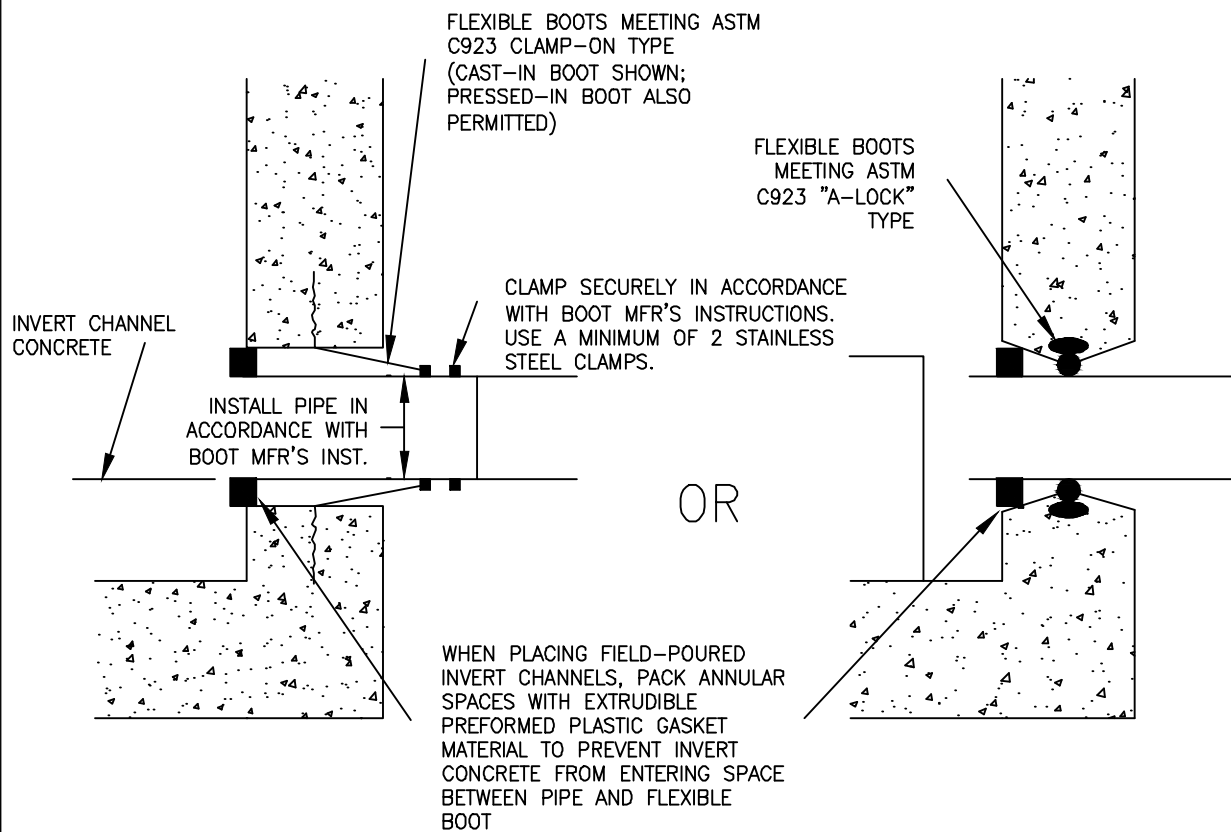 FLEXIBLE BOOTS MEETING ASTM
C923 CLAMP-ON TYPE
(CAST-IN BOOT SHOWN;
PRESSED-IN BOOT ALSO
PERMITTED)
FLEXIBLE BOOTS
MEETING ASTM
C923 "A-LOCK"
TYPE
CLAMP SECURELY IN ACCORDANCE
WITH BOOT MFR'S INSTRUCTIONS.
USE A MINIMUM OF 2 STAINLESS
STEEL CLAMPS.
INVERT CHANNEL
CONCRETE
INSTALL PIPE IN
ACCORDANCE WITH
BOOT MFR'S INST.
OR
WHEN PLACING FIELD-POURED
INVERT CHANNELS, PACK ANNULAR
SPACES WITH EXTRUDIBLE
PREFORMED PLASTIC GASKET
MATERIAL TO PREVENT INVERT
CONCRETE FROM ENTERING SPACE
BETWEEN PIPE AND FLEXIBLE
BOOT